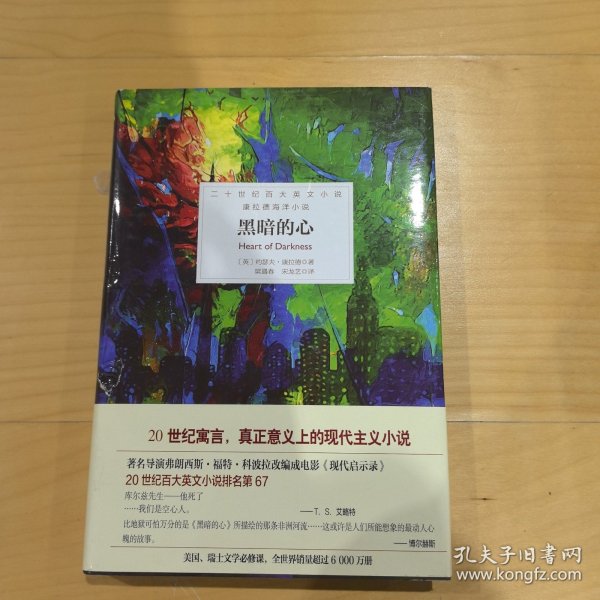 二十世纪百大英文小说
康拉德海洋小说
黑暗的心
Heart of Darkness
［英］约瑟夫·康拉德◎著
梁遇春 宋龙艺◎译
20 世纪寓言，真正意义上的现代主义小说
著名导演弗朗西斯·福特·科波拉改编成电影《现代启示录》
20世纪百大英文小说排名第 67
库尔兹先生——他死了
……我们是空心人。
——T. S. 艾略特
比地狱可怕万分的是《黑暗的心》所描绘的那条非洲河流……这或许是人们所能想象的最动人心
魄的故事。
——博尔赫斯
美国、瑞士文学必修课，全世界销量超过 6 000 万册
孔夫子旧书网
www.kongfz.com